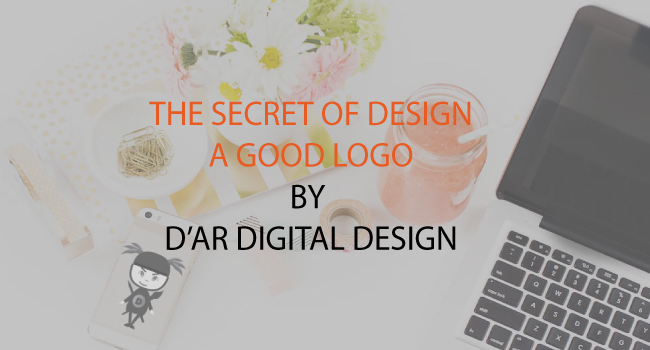 THE SECRET OF DESIGN
A GOOD LOGO
BY
D’AR DIGITAL DESIGN